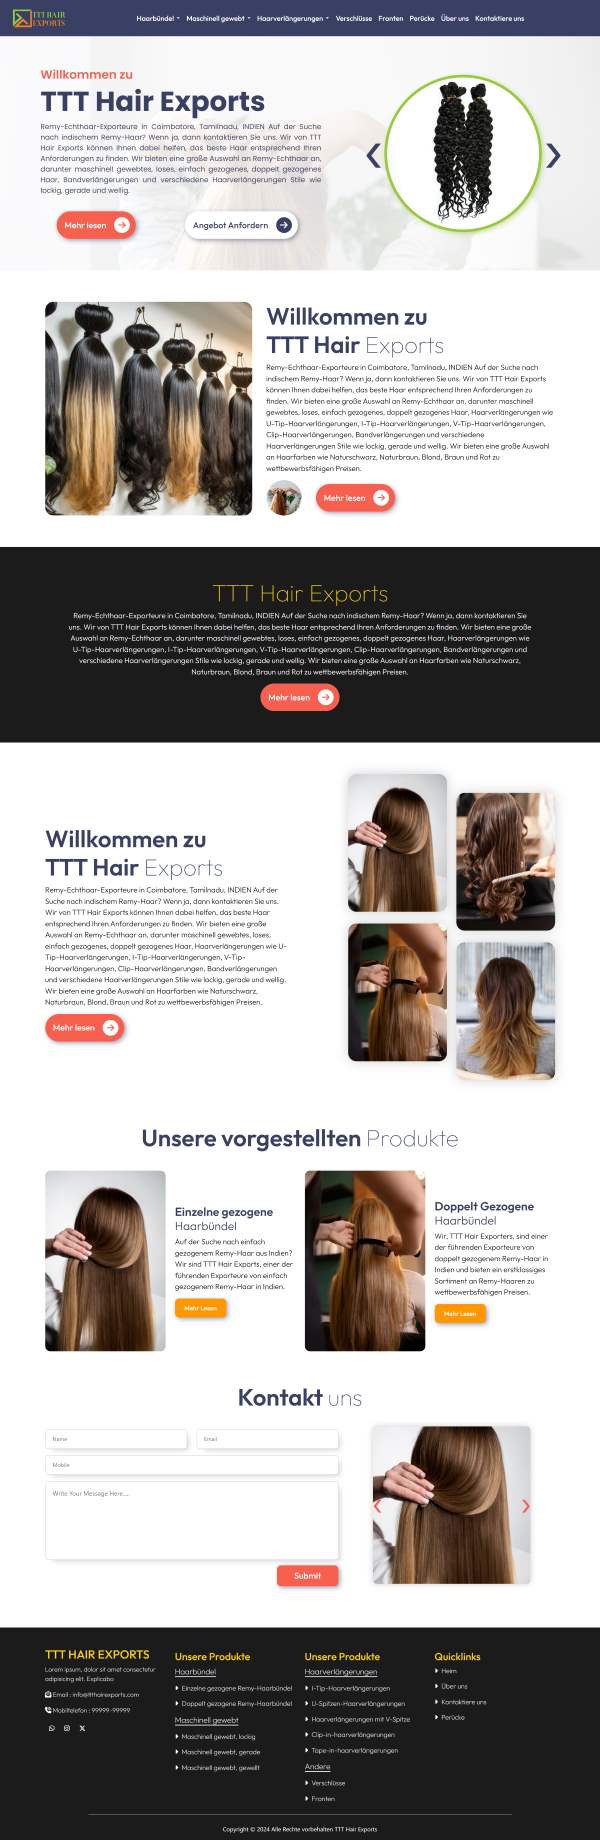 TTT HAIR
EXPORTS
Haarbündel
Maschinell gewebt
Haarverlängerungen
Verschlüsse
Fronten
Perücke
Über uns
Kontaktiere uns
Willkommen zu
TTT Hair Exports
Remy-Echthaar-Exporteure in Coimbatore, Tamilnadu, INDIEN Auf der Suche
nach indischem Remy-Haar? Wenn ja, dann kontaktieren Sie uns. Wir von TTT
Hair Exports können Ihnen dabei helfen, das beste Haar entsprechend Ihren
Anforderungen zu finden. Wir bieten eine große Auswahl an Remy-Echthaar an,
darunter maschinell gewebtes, loses, einfach gezogenes, doppelt gezogenes
Haar, Bandverlängerungen und verschiedene Haarverlängerungen Stile wie
lockig, gerade und wellig.
Mehr lesen
Angebot Anfordern
Willkommen zu
TTT Hair Exports
Remy-Echthaar-Exporteure in Coimbatore, Tamilnadu, INDIEN Auf der Suche nach
indischem Remy-Haar? Wenn ja, dann kontaktieren Sie uns. Wir von TTT Hair Exports
können Ihnen dabei helfen, das beste Haar entsprechend Ihren Anforderungen zu
finden. Wir bieten eine große Auswahl an Remy-Echthaar an, darunter maschinell
gewebtes, loses, einfach gezogenes, doppelt gezogenes Haar, Haarverlängerungen wie
U-Tip-Haarverlängerungen, I-Tip-Haarverlängerungen, V-Tip-Haarverlängerungen,
Clip-Haarverlängerungen, Bandverlängerungen und verschiedene
Haarverlängerungen Stile wie lockig, gerade und wellig. Wir bieten eine große Auswahl
an Haarfarben wie Naturschwarz, Naturbraun, Blond, Braun und Rot zu
wettbewerbsfähigen Preisen.
Mehr lesen
TTT Hair Exports
Remy-Echthaar-Exporteure in Coimbatore, Tamilnadu, INDIEN Auf der Suche nach indischem Remy-Haar? Wenn ja, dann kontaktieren Sie
uns. Wir von TTT Hair Exports können Ihnen dabei helfen, das beste Haar entsprechend Ihren Anforderungen zu finden. Wir bieten eine große
Auswahl an Remy-Echthaar an, darunter maschinell gewebtes, loses, einfach gezogenes, doppelt gezogenes Haar, Haarverlängerungen wie
U-Tip-Haarverlängerungen, I-Tip-Haarverlängerungen, V-Tip-Haarverlängerungen, Clip-Haarverlängerungen, Bandverlängerungen und
verschiedene Haarverlängerungen Stile wie lockig, gerade und wellig. Wir bieten eine große Auswahl an Haarfarben wie Naturschwarz,
Naturbraun, Blond, Braun und Rot zu wettbewerbsfähigen Preisen.
Mehr lesen
Willkommen zu
TTT Hair Exports
Remy-Echthaar-Exporteure in Coimbatore, Tamilnadu, INDIEN Auf der
Suche nach indischem Remy-Haar? Wenn ja, dann kontaktieren Sie uns.
Wir von TTT Hair Exports können Ihnen dabei helfen, das beste Haar
entsprechend Ihren Anforderungen zu finden. Wir bieten eine große
Auswahl an Remy-Echthaar an, darunter maschinell gewebtes, loses,
einfach gezogenes, doppelt gezogenes Haar, Haarverlängerungen wie U-
Tip-Haarverlängerungen, I-Tip-Haarverlängerungen, V-Tip-
Haarverlängerungen, Clip-Haarverlängerungen, Bandverlängerungen
und verschiedene Haarverlängerungen Stile wie lockig, gerade und wellig.
Wir bieten eine große Auswahl an Haarfarben wie Naturschwarz,
Naturbraun, Blond, Braun und Rot zu wettbewerbsfähigen Preisen.
Mehr lesen
Unsere vorgestellten Produkte
Einzelne gezogene
Haarbündel
Auf der Suche nach einfach
gezogenem Remy-Haar aus Indien?
Wir sind TTT Hair Exports, einer der
führenden Exporteure von einfach
gezogenem Remy-Haar in Indien.
Mehr Lesen
Doppelt Gezogene
Haarbündel
Wir, TTT Hair Exporters, sind einer
der führenden Exporteure von
doppelt gezogenem Remy-Haar in
Indien und bieten ein erstklassiges
Sortiment an Remy-Haaren zu
wettbewerbsfähigen Preisen.
Mehr Lesen
Kontakt uns
Name
Email
Mobile
Write Your Message Here....
Submit
TTT HAIR EXPORTS
Lorem ipsum, dolor sit amet consectetur
adipisicing elit. Explicabo
Email : info@ttthairexports.com
Mobiltelefon : 99999-99999
Unsere Produkte
Haarbündel
Einzelne gezogene Remy-Haarbündel
Doppelt gezogene Remy-Haarbündel
Maschinell gewebt
Maschinell gewebt, lockig
Maschinell gewebt, gerade
Maschinell gewebt, gewellt
Unsere Produkte
Haarverlängerungen
I-Tip-Haarverlängerungen
U-Spitzen-Haarverlängerungen
Haarverlängerungen mit V-Spitze
Clip-in-haarverlängerungen
Tape-in-haarverlängerungen
Andere
Verschlüsse
Fronten
Quicklinks
Heim
Über uns
Kontaktiere uns
Perücke
Copyright © 2024 Alle Rechte vorbehalten TTT Hair Exports